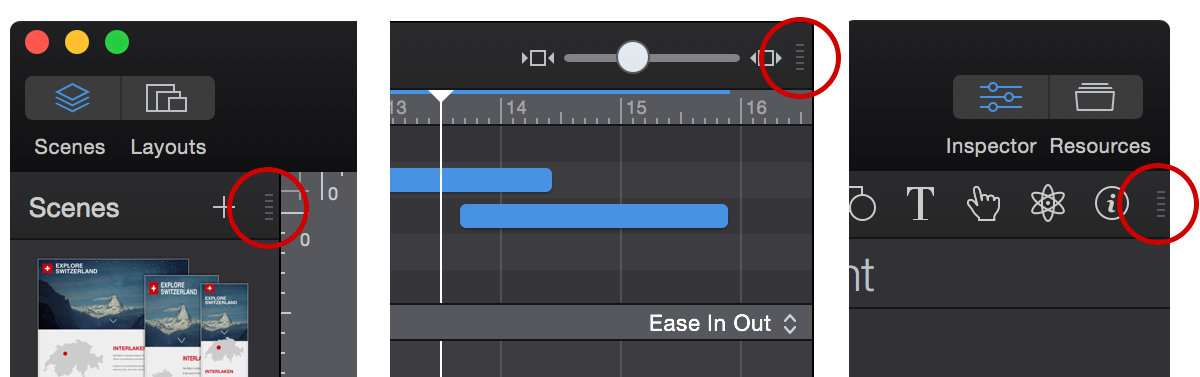 Scenes
Layouts
Scenes
0
0
EXPLORE
SWITZERLAND
EXPLORE
SWITZERLAND
EXPLORE
SWITZERLAND
INTERLAKEN
INTERLAKEN
13
14
15
16
Ease In Out
Inspector
Resources
T
i
nt